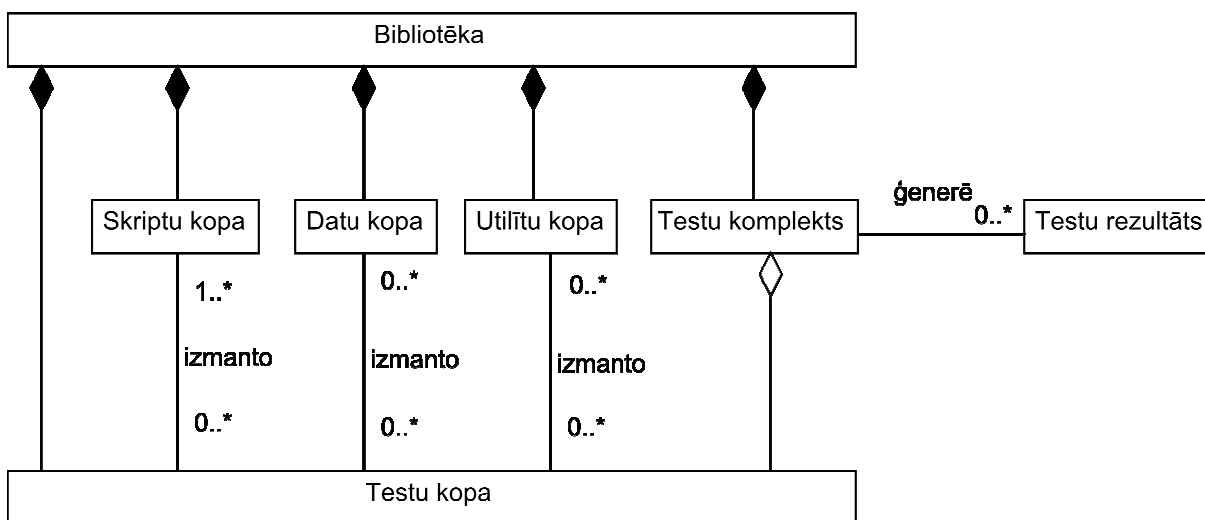 Bibliotēka
ģenerē
Skriptu kopa
Datu kopa
Utilītu kopa
Testu komplekts
0..*
Testu rezultāts
1..*
0..*
0..*
izmanto
izmanto
izmanto
0..*
0..*
0..*
Testu kopa